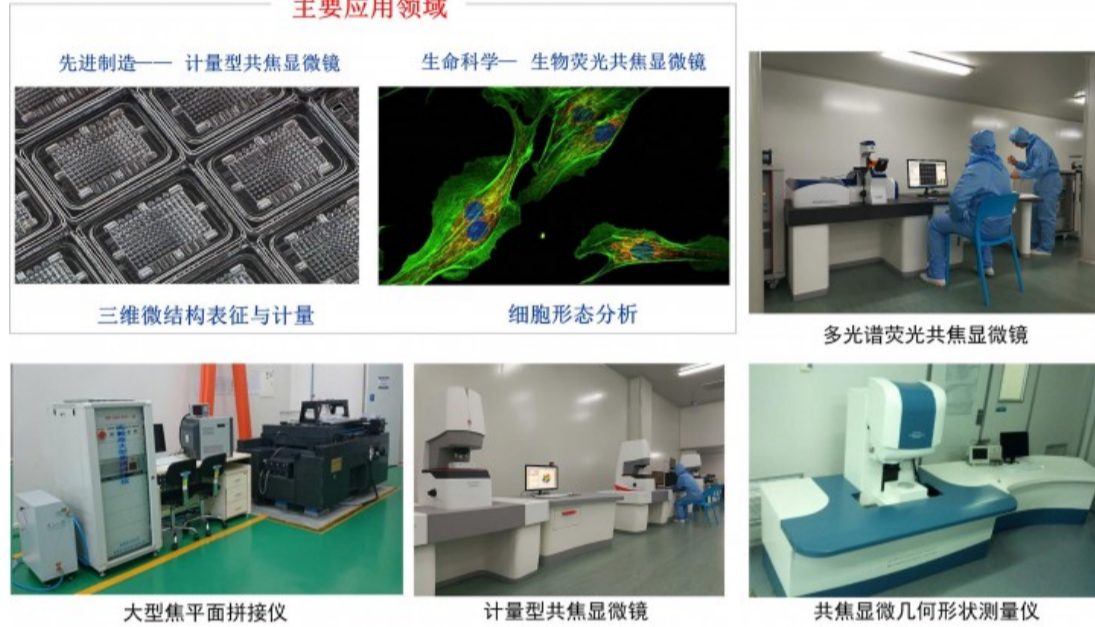 主要应用领域
先进制造—— 计量型共焦显微镜
生命科学— 生物荧光共焦显微镜
三维微结构表征与计量
细胞形态分析
多光谱荧光共焦显微镜
大型焦平面拼接仪
计量型共焦显微镜
共焦显微几何形状测量仪